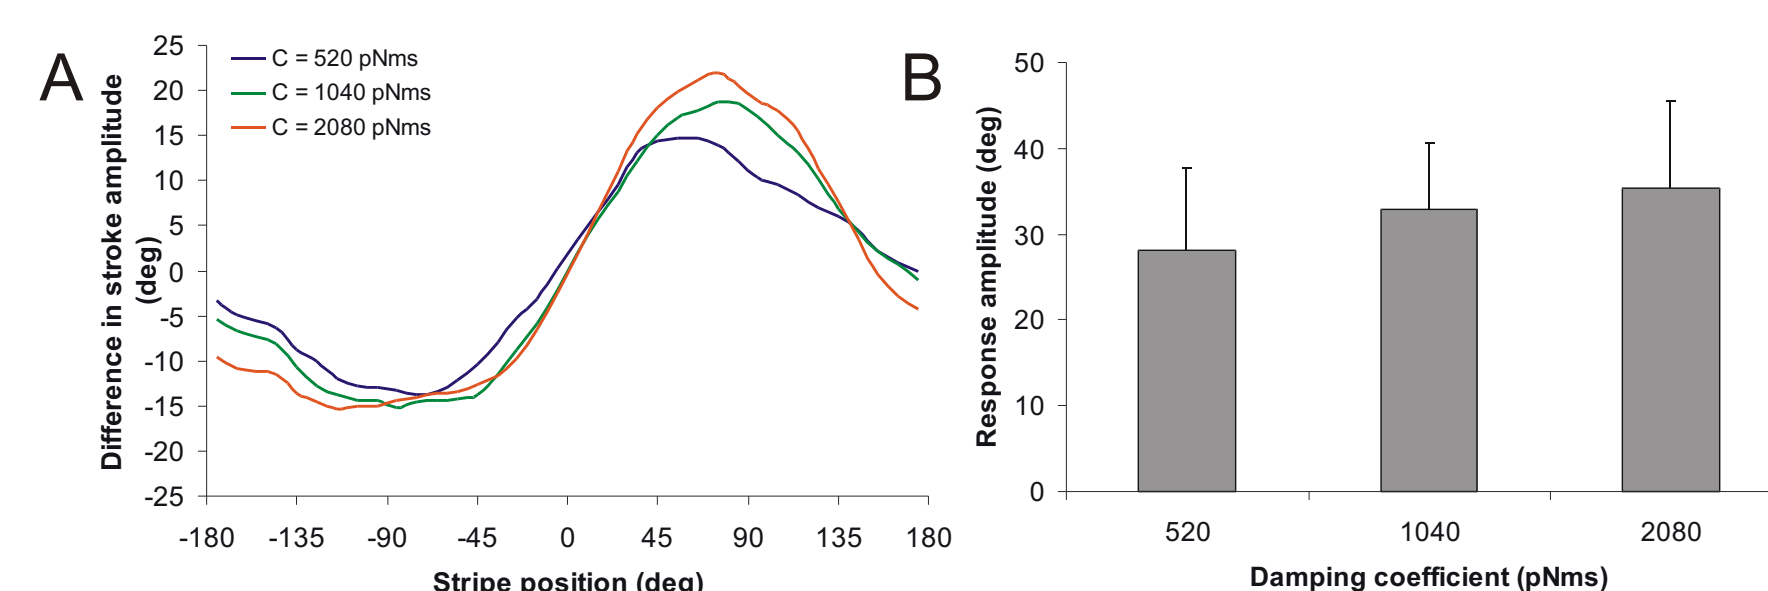 A
Difference in stroke amplitude
(deg)
25
20
15
10
5
0
-5
-10
-15
-20
-25
C = 520 pNms
C = 1040 pNms
C = 2080 pNms
-180 -135 -90 -45 0 45 90 135 180
Stripe position (deg)
B
Response amplitude (deg)
50
40
30
20
10
0
520 1040 2080
Damping coefficient (pNms)